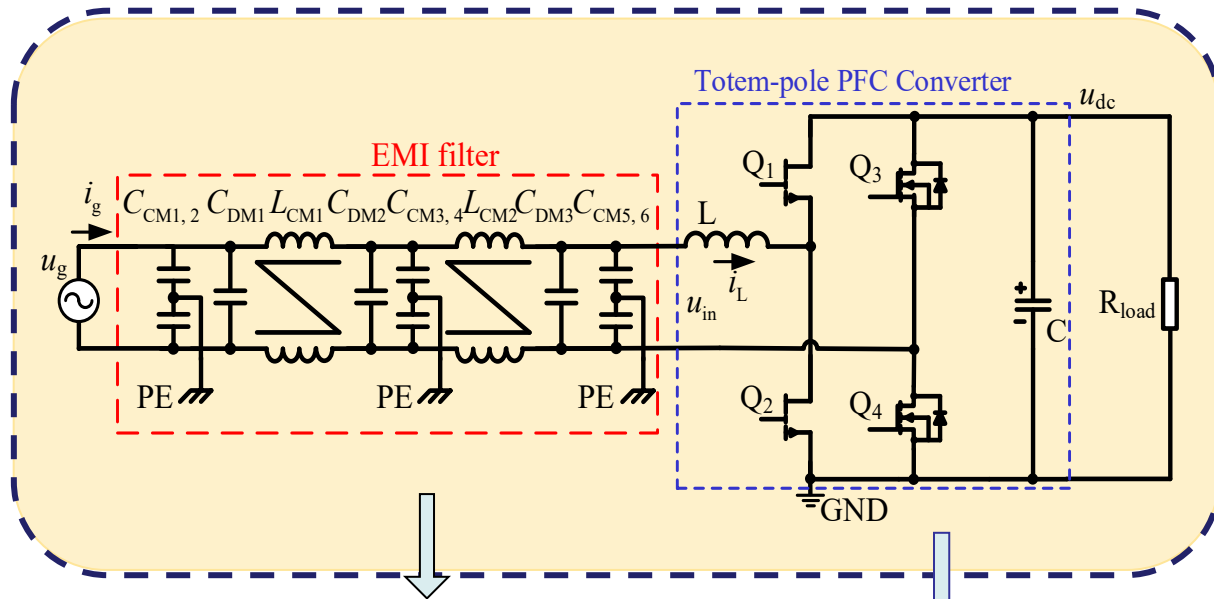 Totem-pole PFC Converter
u_dc
EMI filter
Q_1
Q_3
i_g
C_CM1, 2 C_DM1 L_CM1 C_DM2 C_CM3, 4 L_CM2 C_DM3 C_CM5, 6
L
u_g
i_L
u_in
+
-
C
R_load
PE
PE
PE
Q_2
Q_4
GND